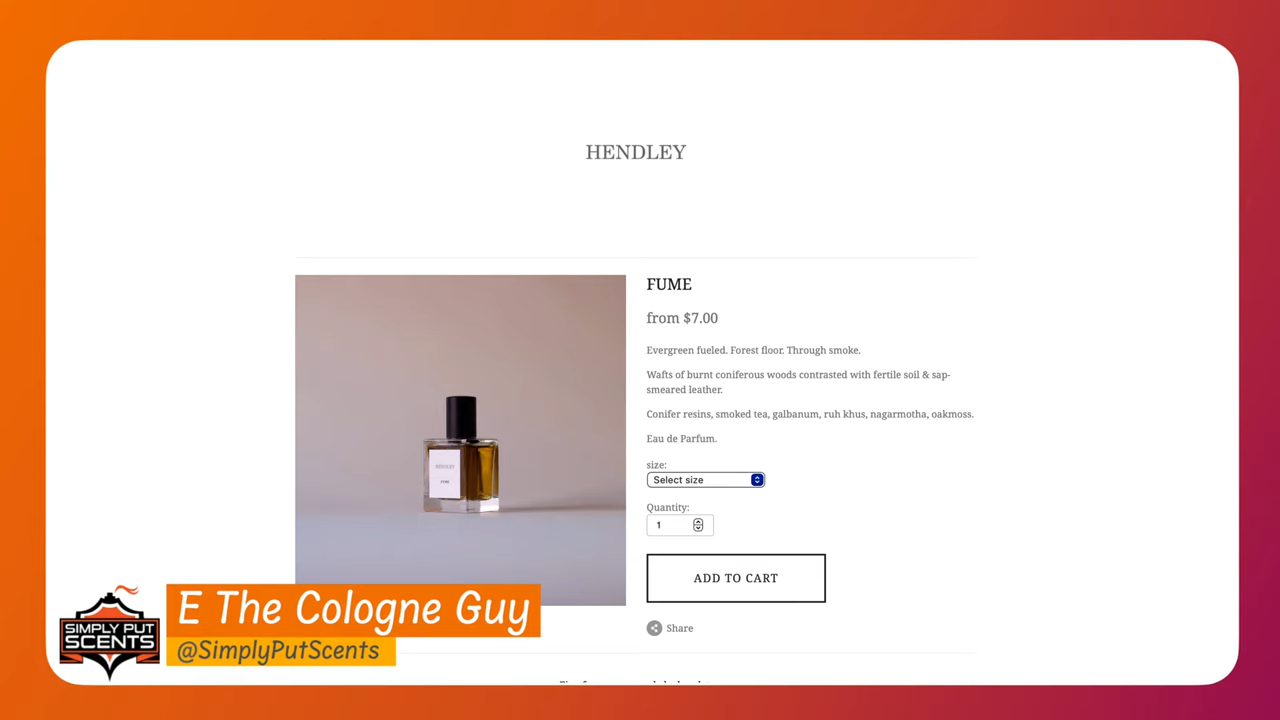 HENDLEY
FUME
from $7.00
Evergreen fueled. Forest floor. Through smoke.
Wafts of burnt coniferous woods contrasted with fertile soil & sap-
smeared leather.
Conifer resins, smoked tea, galbanum, ruh khus, nagarmotha, oakmoss.
Eau de Parfum.
size:
Select size
Quantity:
1
ADD TO CART
Share
HENDLEY
FUME
SIMPLY PUT
SCENTS
E The Cologne Guy
@SimplyPutScents